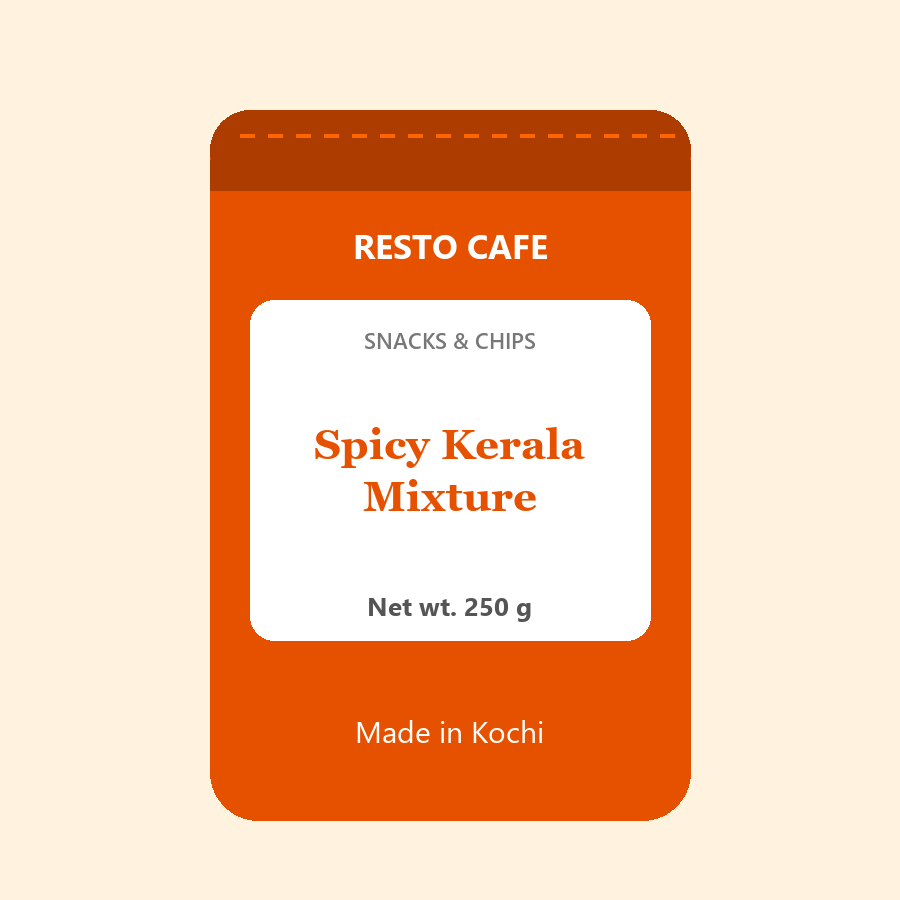 RESTO CAFE
SNACKS & CHIPS
Spicy Kerala
Mixture
Net wt. 250 g
Made in Kochi